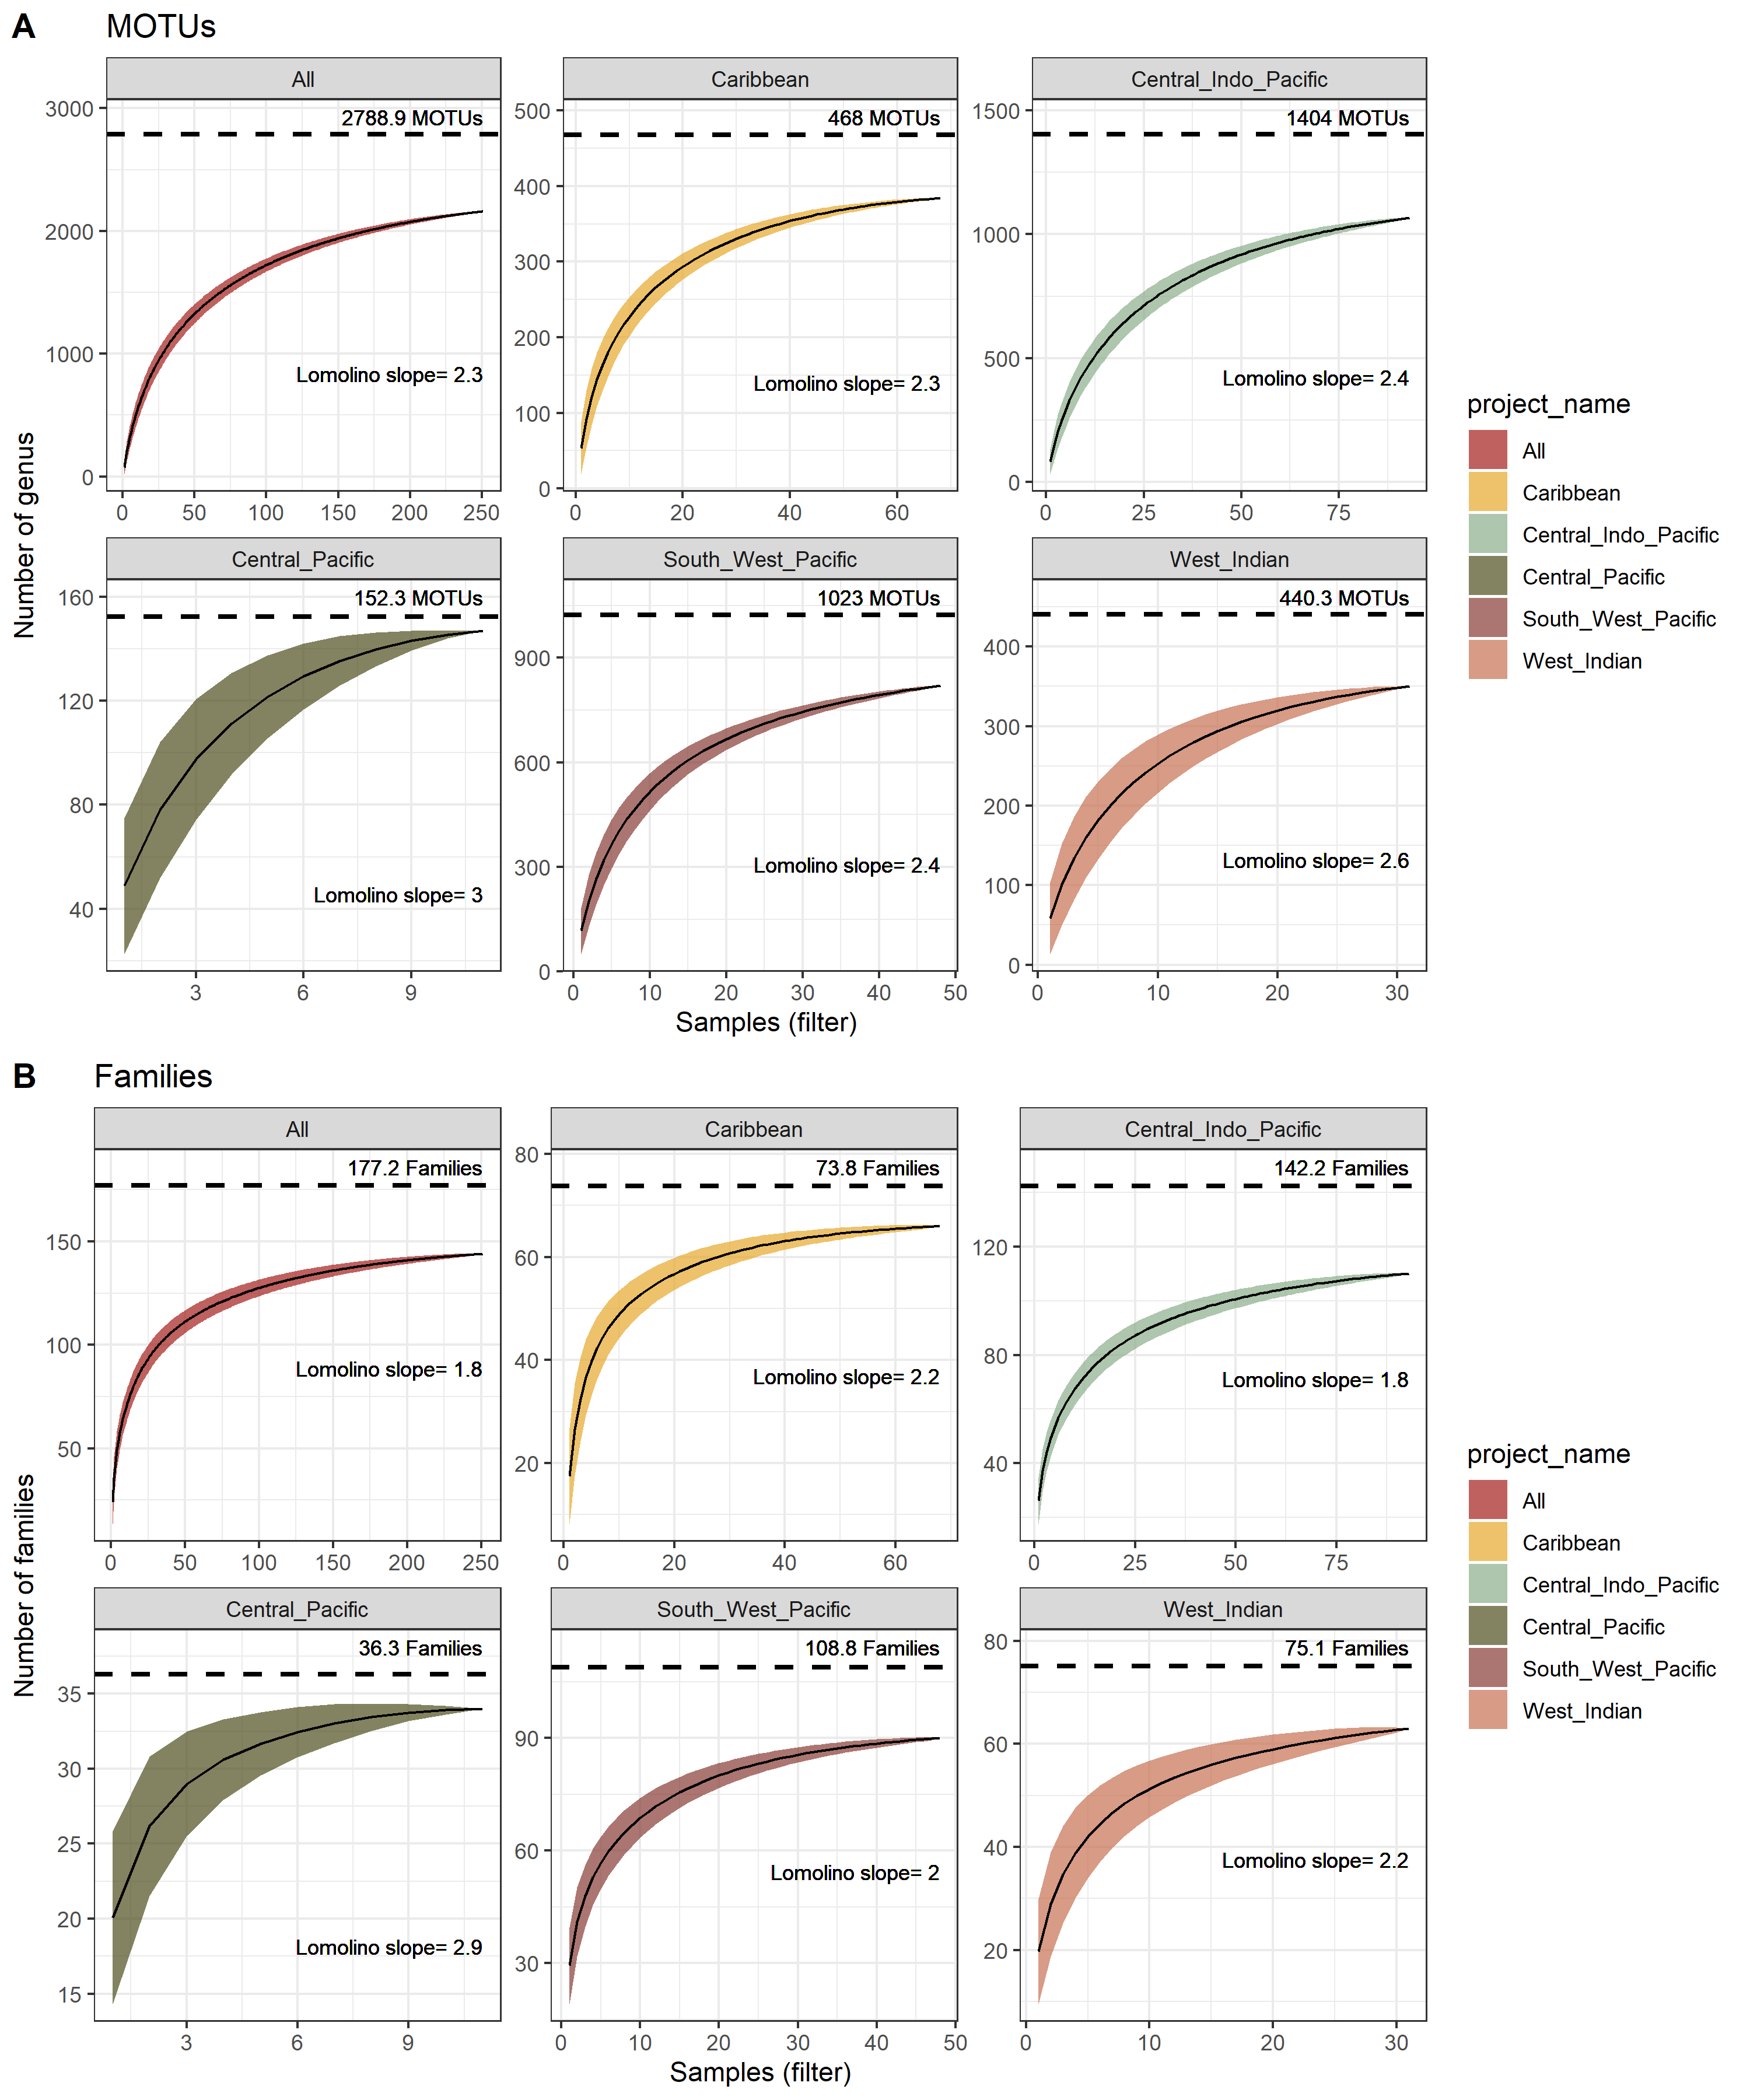 A MOTUs
All
Caribbean
Central_Indo_Pacific
3000
2000
1000
0
2788.9 MOTUs
Lomolino slope= 2.3
0 50 100 150 200 250
500
400
300
200
100
0
468 MOTUs
Lomolino slope= 2.3
0 20 40 60
1500
1000
500
0
1404 MOTUs
Lomolino slope= 2.4
0 25 50 75
Number of genus
Central_Pacific
South_West_Pacific
West_Indian
160
120
80
40
152.3 MOTUs
Lomolino slope= 3
3 6 9
900
600
300
0
1023 MOTUs
Lomolino slope= 2.4
0 10 20 30 40 50
400
300
200
100
0
440.3 MOTUs
Lomolino slope= 2.6
0 10 20 30
Samples (filter)
project_name
All
Caribbean
Central_Indo_Pacific
Central_Pacific
South_West_Pacific
West_Indian
B Families
All
Caribbean
Central_Indo_Pacific
150
100
50
177.2 Families
Lomolino slope= 1.8
0 50 100 150 200 250
80
60
40
20
73.8 Families
Lomolino slope= 2.2
0 20 40 60
120
80
40
142.2 Families
Lomolino slope= 1.8
0 25 50 75
Number of families
Central_Pacific
South_West_Pacific
West_Indian
35
30
25
20
15
36.3 Families
Lomolino slope= 2.9
3 6 9
90
60
30
108.8 Families
Lomolino slope= 2
0 10 20 30 40 50
80
60
40
20
75.1 Families
Lomolino slope= 2.2
0 10 20 30
Samples (filter)
project_name
All
Caribbean
Central_Indo_Pacific
Central_Pacific
South_West_Pacific
West_Indian